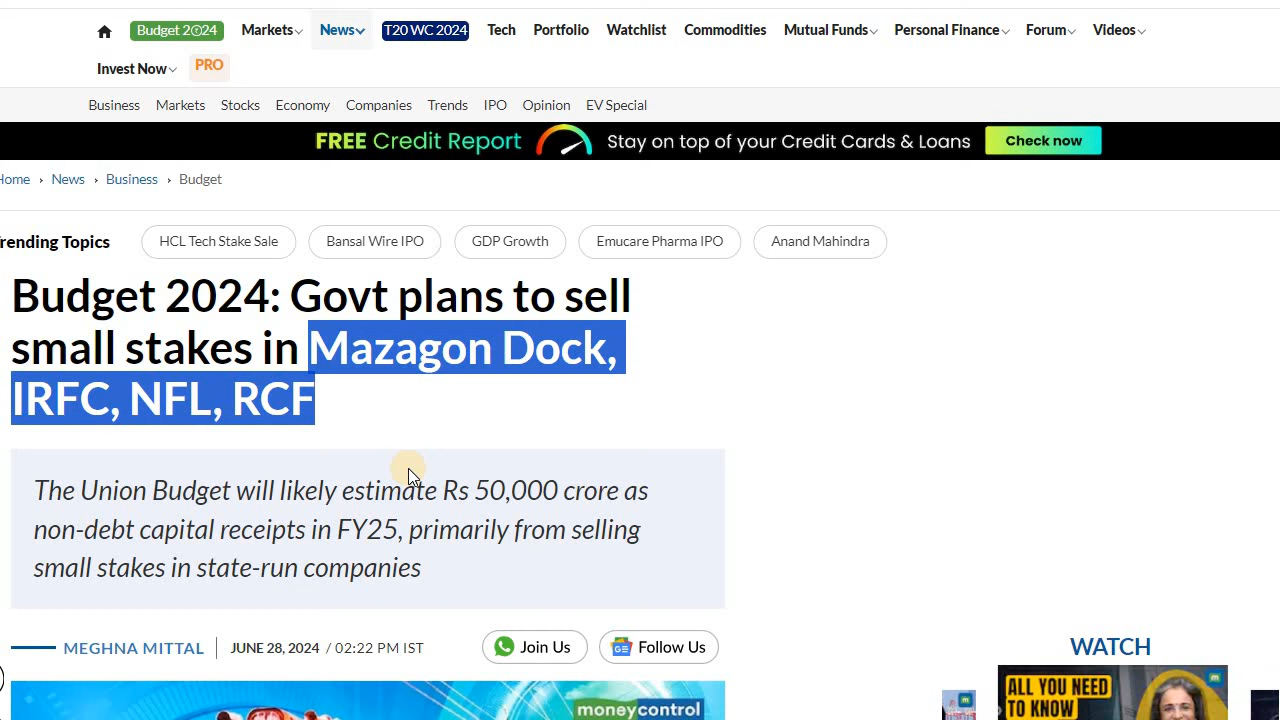 Budget 2024 Markets News T20 WC 2024 Tech Portfolio Watchlist Commodities Mutual Funds Personal Finance Forum Videos
Invest Now PRO
Business Markets Stocks Economy Companies Trends IPO Opinion EV Special
FREE Credit Report Stay on top of your Credit Cards & Loans Check now
Home › News › Business › Budget
rending Topics HCL Tech Stake Sale Bansal Wire IPO GDP Growth Emucare Pharma IPO Anand Mahindra
Budget 2024: Govt plans to sell
small stakes in Mazagon Dock,
IRFC, NFL, RCF
The Union Budget will likely estimate Rs 50,000 crore as
non-debt capital receipts in FY25, primarily from selling
small stakes in state-run companies
MEGHNA MITTAL JUNE 28, 2024 / 02:22 PM IST Join Us Follow Us
WATCH
moneycontrol
ALL YOU NEED
TO KNOW